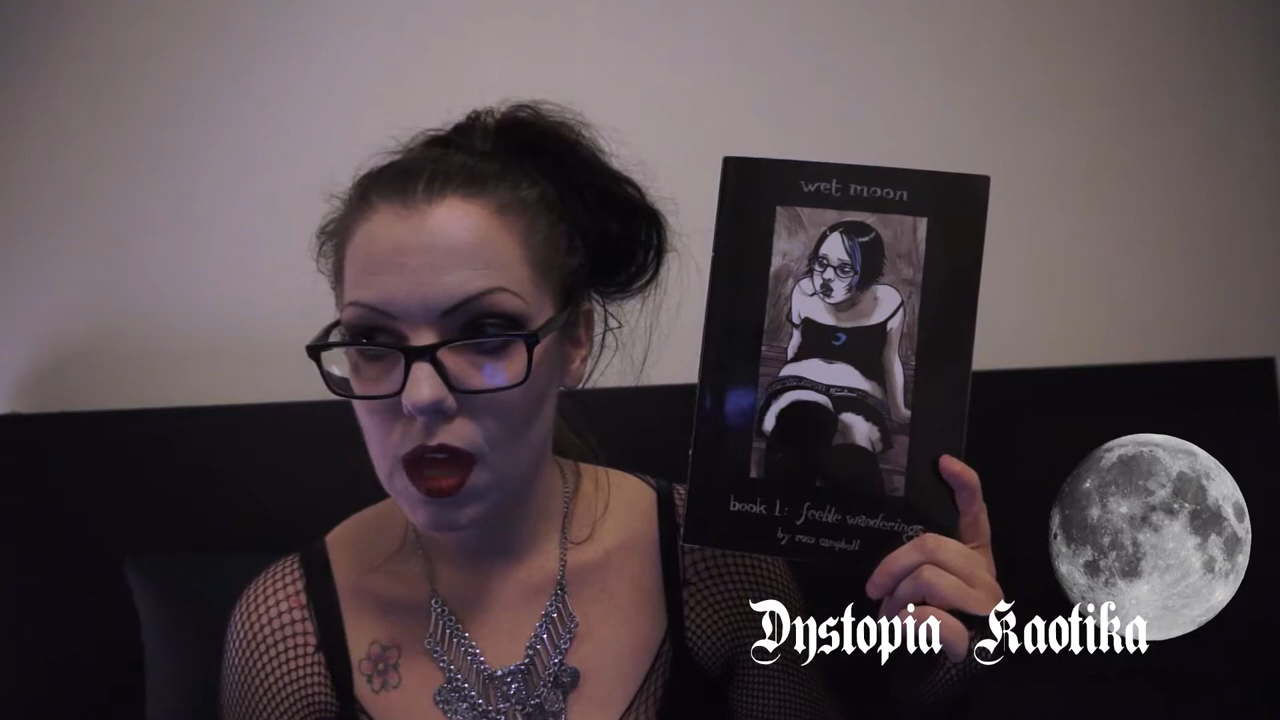 wet moon
book 1: feeble wanderings
by ross campbell
Dystopia Kaotika